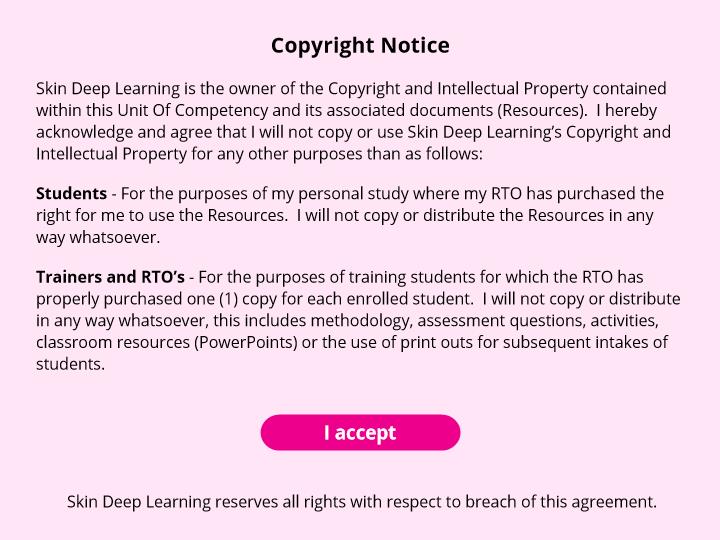 Copyright Notice
Skin Deep Learning is the owner of the Copyright and Intellectual Property contained
within this Unit Of Competency and its associated documents (Resources).  I hereby
acknowledge and agree that I will not copy or use Skin Deep Learning’s Copyright and
Intellectual Property for any other purposes than as follows:
Students - For the purposes of my personal study where my RTO has purchased the
right for me to use the Resources.  I will not copy or distribute the Resources in any
way whatsoever.
Trainers and RTO’s - For the purposes of training students for which the RTO has
properly purchased one (1) copy for each enrolled student.  I will not copy or distribute
in any way whatsoever, this includes methodology, assessment questions, activities,
classroom resources (PowerPoints) or the use of print outs for subsequent intakes of
students.
I accept
Skin Deep Learning reserves all rights with respect to breach of this agreement.